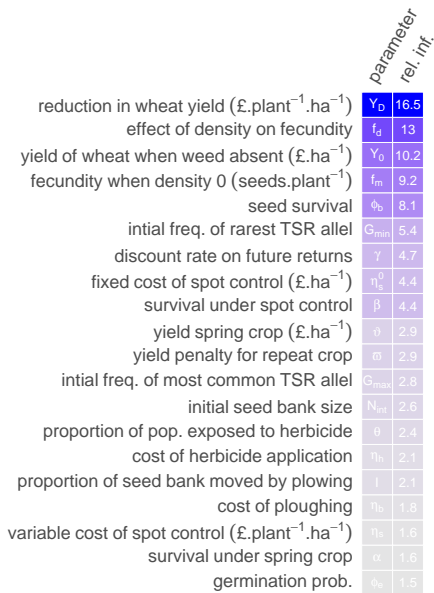 parameter rel. inf.
reduction in wheat yield (£.plant⁻¹.ha⁻¹) Y_D 16.5
effect of density on fecundity f_d 13
yield of wheat when weed absent (£.ha⁻¹) Y_0 10.2
fecundity when density 0 (seeds.plant⁻¹) f_m 9.2
seed survival ϕ_b 8.1
intial freq. of rarest TSR allel G_min 5.4
discount rate on future returns γ 4.7
fixed cost of spot control (£.ha⁻¹) η_s^0 4.4
survival under spot control β 4.4
yield spring crop (£.ha⁻¹) ϑ 2.9
yield penalty for repeat crop ϖ 2.9
intial freq. of most common TSR allel G_max 2.8
initial seed bank size N_int 2.6
proportion of pop. exposed to herbicide θ 2.4
cost of herbicide application η_h 2.1
proportion of seed bank moved by plowing I 2.1
cost of ploughing η_b 1.8
variable cost of spot control (£.plant⁻¹.ha⁻¹) η_s 1.6
survival under spring crop α 1.6
germination prob. ϕ_e 1.5